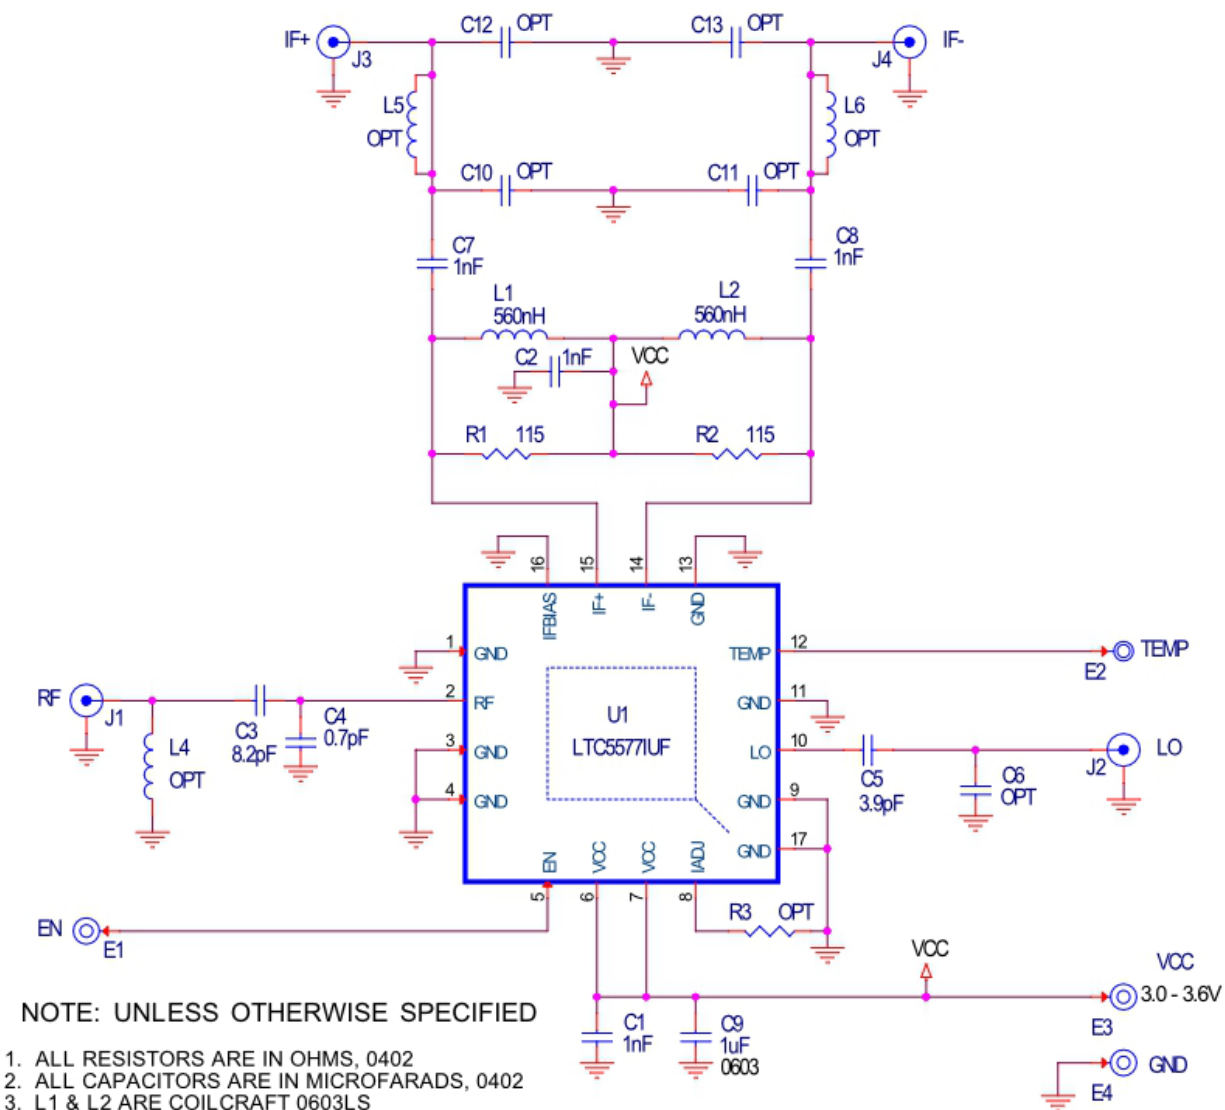 C12 OPT
C13 OPT
IF+
J3
J4
IF-
L5
OPT
L6
OPT
C10 OPT
C11 OPT
C7
1nF
C8
1nF
L1
560nH
L2
560nH
C2 1nF
VCC
R1 115
R2 115
16
15
14
13
IFBIAS
IF+
IF-
GND
1
GND
TEMP
12
TEMP
E2
RF
J1
2
RF
GND
11
C3
8.2pF
C4
0.7pF
L4
OPT
U1
LTC5577IUF
3
GND
LO
10
C5
3.9pF
C6
OPT
J2
LO
4
GND
GND
9
GND
17
EN
VCC
VCC
IADJ
5
6
7
8
R3 OPT
EN
E1
VCC
VCC
3.0 - 3.6V
E3
C1
1nF
C9
1uF
0603
GND
E4
NOTE: UNLESS OTHERWISE SPECIFIED
1. ALL RESISTORS ARE IN OHMS, 0402
2. ALL CAPACITORS ARE IN MICROFARADS, 0402
3. L1 & L2 ARE COILCRAFT 0603LS